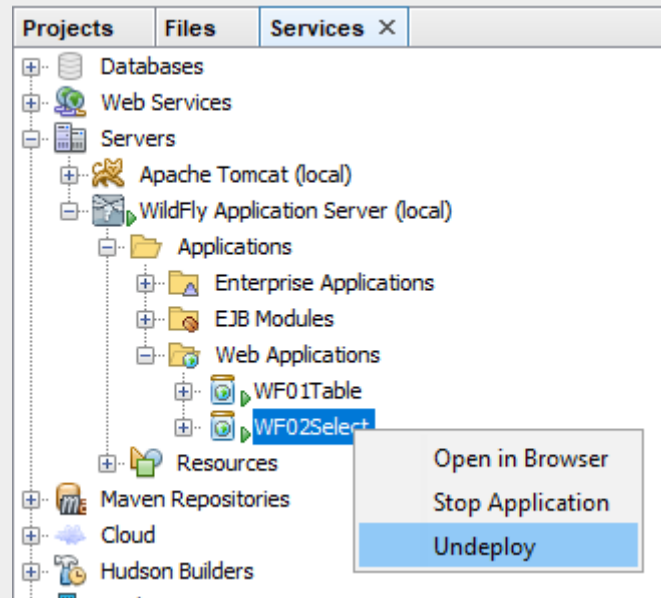 Projects Files Services ×
Databases
Web Services
Servers
Apache Tomcat (local)
WildFly Application Server (local)
Applications
Enterprise Applications
EJB Modules
Web Applications
WF01Table
WF02Select
Open in Browser
Resources
Maven Repositories
Stop Application
Cloud
Undeploy
Hudson Builders